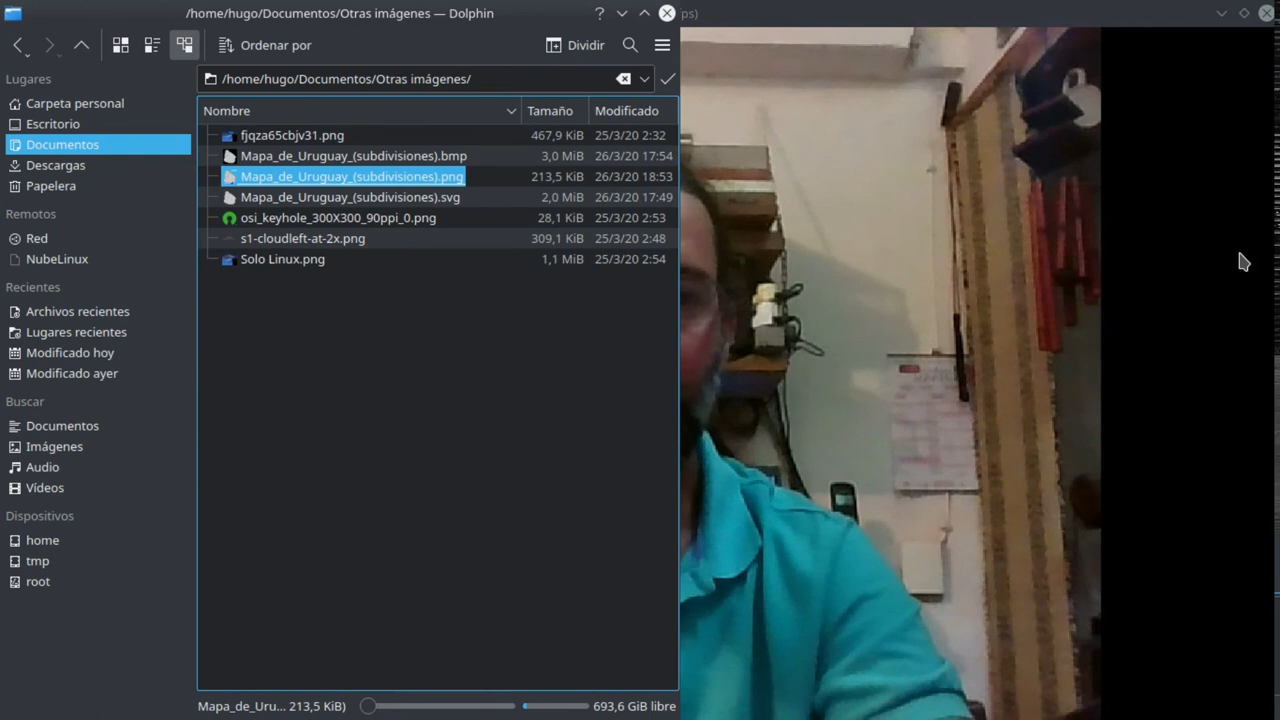 /home/hugo/Documentos/Otras imágenes — Dolphin
ps)
Ordenar por
Dividir
Lugares
/home/hugo/Documentos/Otras imágenes/
Carpeta personal
Escritorio
Documentos
Descargas
Papelera
Remotos
Red
NubeLinux
Recientes
Archivos recientes
Lugares recientes
Modificado hoy
Modificado ayer
Buscar
Documentos
Imágenes
Audio
Vídeos
Dispositivos
home
tmp
root
Nombre Tamaño Modificado
fjqza65cbjv31.png 467,9 KiB 25/3/20 2:32
Mapa_de_Uruguay_(subdivisiones).bmp 3,0 MiB 26/3/20 17:54
Mapa_de_Uruguay_(subdivisiones).png 213,5 KiB 26/3/20 18:53
Mapa_de_Uruguay_(subdivisiones).svg 2,0 MiB 26/3/20 17:49
osi_keyhole_300X300_90ppi_0.png 28,1 KiB 25/3/20 2:53
s1-cloudleft-at-2x.png 309,1 KiB 25/3/20 2:48
Solo Linux.png 1,1 MiB 25/3/20 2:54
Mapa_de_Uru... 213,5 KiB) 693,6 GiB libre